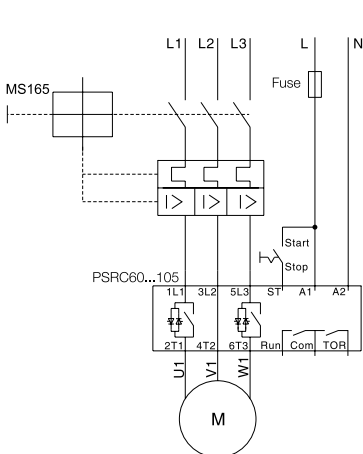 L1 L2 L3 L N
Fuse
MS165
I> I> I>
Start
Stop
PSRC60...105
1L1 3L2 5L3 ST A1 A2
2T1 4T2 6T3 Run Com TOR
U1 V1 W1
M